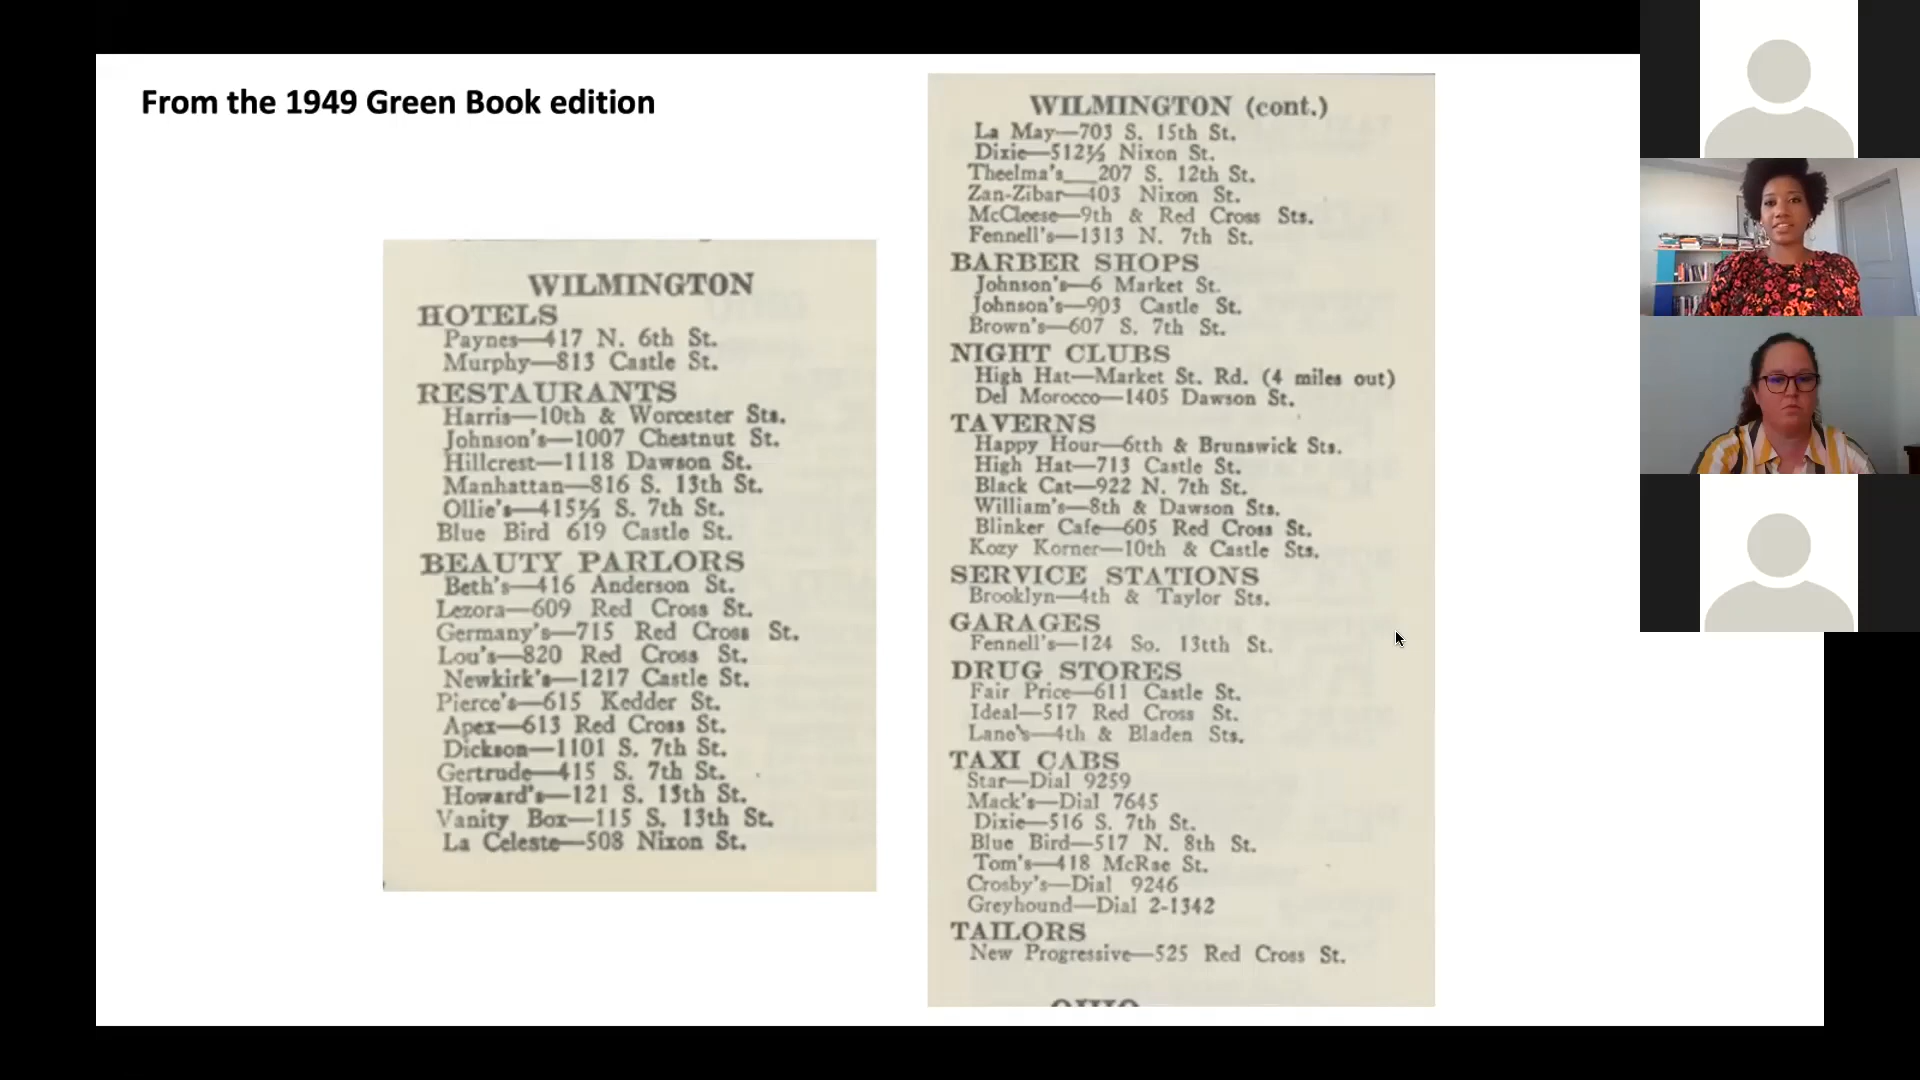 From the 1949 Green Book edition
WILMINGTON
HOTELS
Paynes—417 N. 6th St.
Murphy—813 Castle St.
RESTAURANTS
Harris—10th & Worcester Sts.
Johnson's—1007 Chestnut St.
Hillcrest—1118 Dawson St.
Manhattan—816 S. 13th St.
Ollie's—415½ S. 7th St.
Blue Bird 619 Castle St.
BEAUTY PARLORS
Beth's—416 Anderson St.
Lezora—609 Red Cross St.
Germany's—715 Red Cross St.
Lou's—820 Red Cross St.
Newkirk's—1217 Castle St.
Pierce's—615 Kedder St.
Apex—613 Red Cross St.
Dickson—1101 S. 7th St.
Gertrude—415 S. 7th St.
Howard's—121 S. 13th St.
Vanity Box—115 S. 13th St.
La Celeste—508 Nixon St.
WILMINGTON (cont.)
La May—703 S. 15th St.
Dixie—512½ Nixon St.
Theelma's__207 S. 12th St.
Zan-Zibar—403 Nixon St.
McCleese—9th & Red Cross Sts.
Fennell's—1313 N. 7th St.
BARBER SHOPS
Johnson's—6 Market St.
Johnson's—903 Castle St.
Brown's—607 S. 7th St.
NIGHT CLUBS
High Hat—Market St. Rd. (4 miles out)
Del Morocco—1405 Dawson St.
TAVERNS
Happy Hour—6tth & Brunswick Sts.
High Hat—713 Castle St.
Black Cat—922 N. 7th St.
William's—8th & Dawson Sts.
Blinker Cafe—605 Red Cross St.
Kozy Korner—10th & Castle Sts.
SERVICE STATIONS
Brooklyn—4th & Taylor Sts.
GARAGES
Fennell's—124 So. 13tth St.
DRUG STORES
Fair Price—611 Castle St.
Ideal—517 Red Cross St.
Lane's—4th & Bladen Sts.
TAXI CABS
Star—Dial 9259
Mack's—Dial 7645
Dixie—516 S. 7th St.
Blue Bird—517 N. 8th St.
Tom's—418 McRae St.
Crosby's—Dial 9246
Greyhound—Dial 2-1342
TAILORS
New Progressive—525 Red Cross St.
OHIO